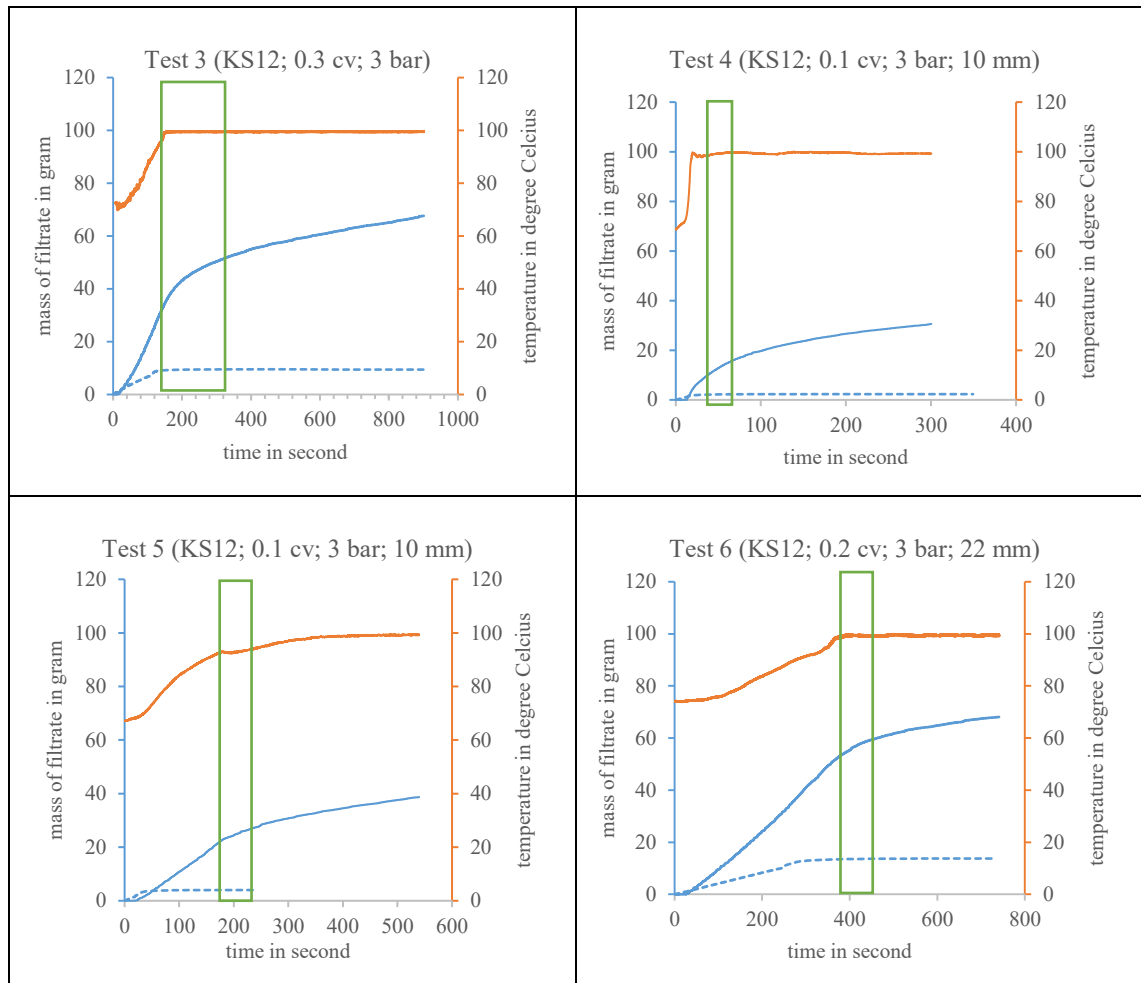 Test 3 (KS12; 0.3 cv; 3 bar)
120
100
80
60
40
20
0
mass of filtrate in gram
120
100
80
60
40
20
0
temperature in degree Celcius
0 200 400 600 800 1000
time in second
Test 4 (KS12; 0.1 cv; 3 bar; 10 mm)
120
100
80
60
40
20
0
mass of filtrate in gram
120
100
80
60
40
20
0
temperature in degree Celcius
0 100 200 300 400
time in second
Test 5 (KS12; 0.1 cv; 3 bar; 10 mm)
120
100
80
60
40
20
0
mass of filtrate in gram
120
100
80
60
40
20
0
temperature in degree Celcius
0 100 200 300 400 500 600
time in second
Test 6 (KS12; 0.2 cv; 3 bar; 22 mm)
120
100
80
60
40
20
0
mass of filtrate in gram
120
100
80
60
40
20
0
temperature in degree Celcius
0 200 400 600 800
time in second